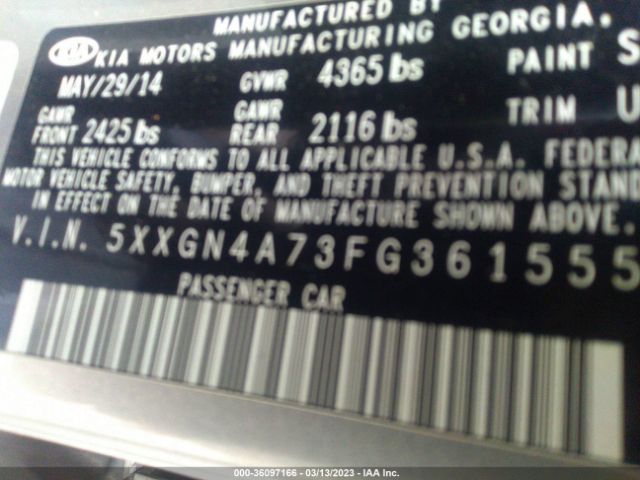 MANUFACTURED BY
KIA KIA MOTORS MANUFACTURING GEORGIA.
MAY/29/14 GVWR 4365 lbs PAINT S
GAWR FRONT 2425 lbs GAWR REAR 2116 lbs TRIM U
THIS VEHICLE CONFORMS TO ALL APPLICABLE U.S.A. FEDERA
MOTOR VEHICLE SAFETY, BUMPER, AND THEFT PREVENTION STAN
IN EFFECT ON THE DATE OF MANUFACTURE SHOWN ABOVE.
V.I.N. 5XXGN4A73FG361555
PASSENGER CAR
000-36097166 - 03/13/2023 - IAA Inc.